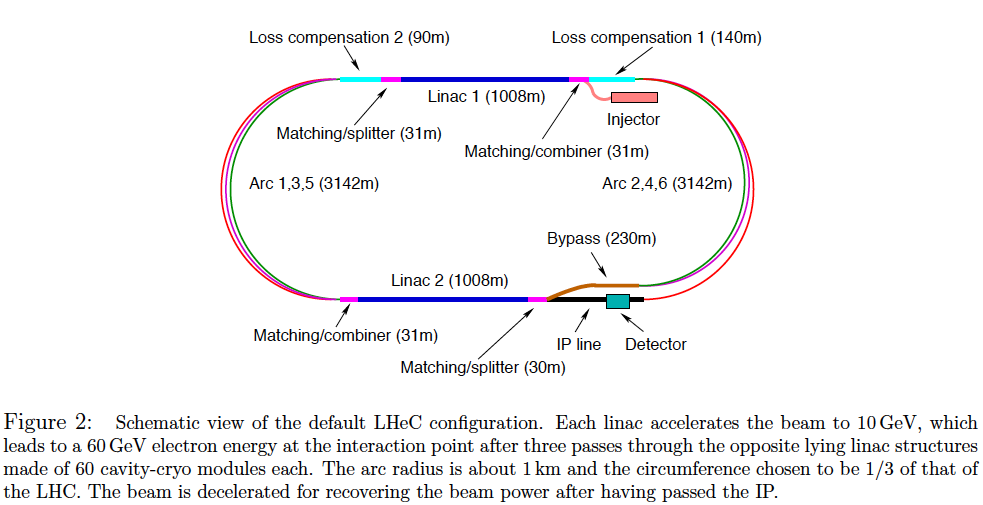 Loss compensation 2 (90m)
Loss compensation 1 (140m)
Linac 1 (1008m)
Injector
Matching/splitter (31m)
Matching/combiner (31m)
Arc 1,3,5 (3142m)
Arc 2,4,6 (3142m)
Bypass (230m)
Linac 2 (1008m)
Matching/combiner (31m)
IP line
Detector
Matching/splitter (30m)
Figure 2: Schematic view of the default LHeC configuration. Each linac accelerates the beam to 10 GeV, which
leads to a 60 GeV electron energy at the interaction point after three passes through the opposite lying linac structures
made of 60 cavity-cryo modules each. The arc radius is about 1 km and the circumference chosen to be 1/3 of that of
the LHC. The beam is decelerated for recovering the beam power after having passed the IP.